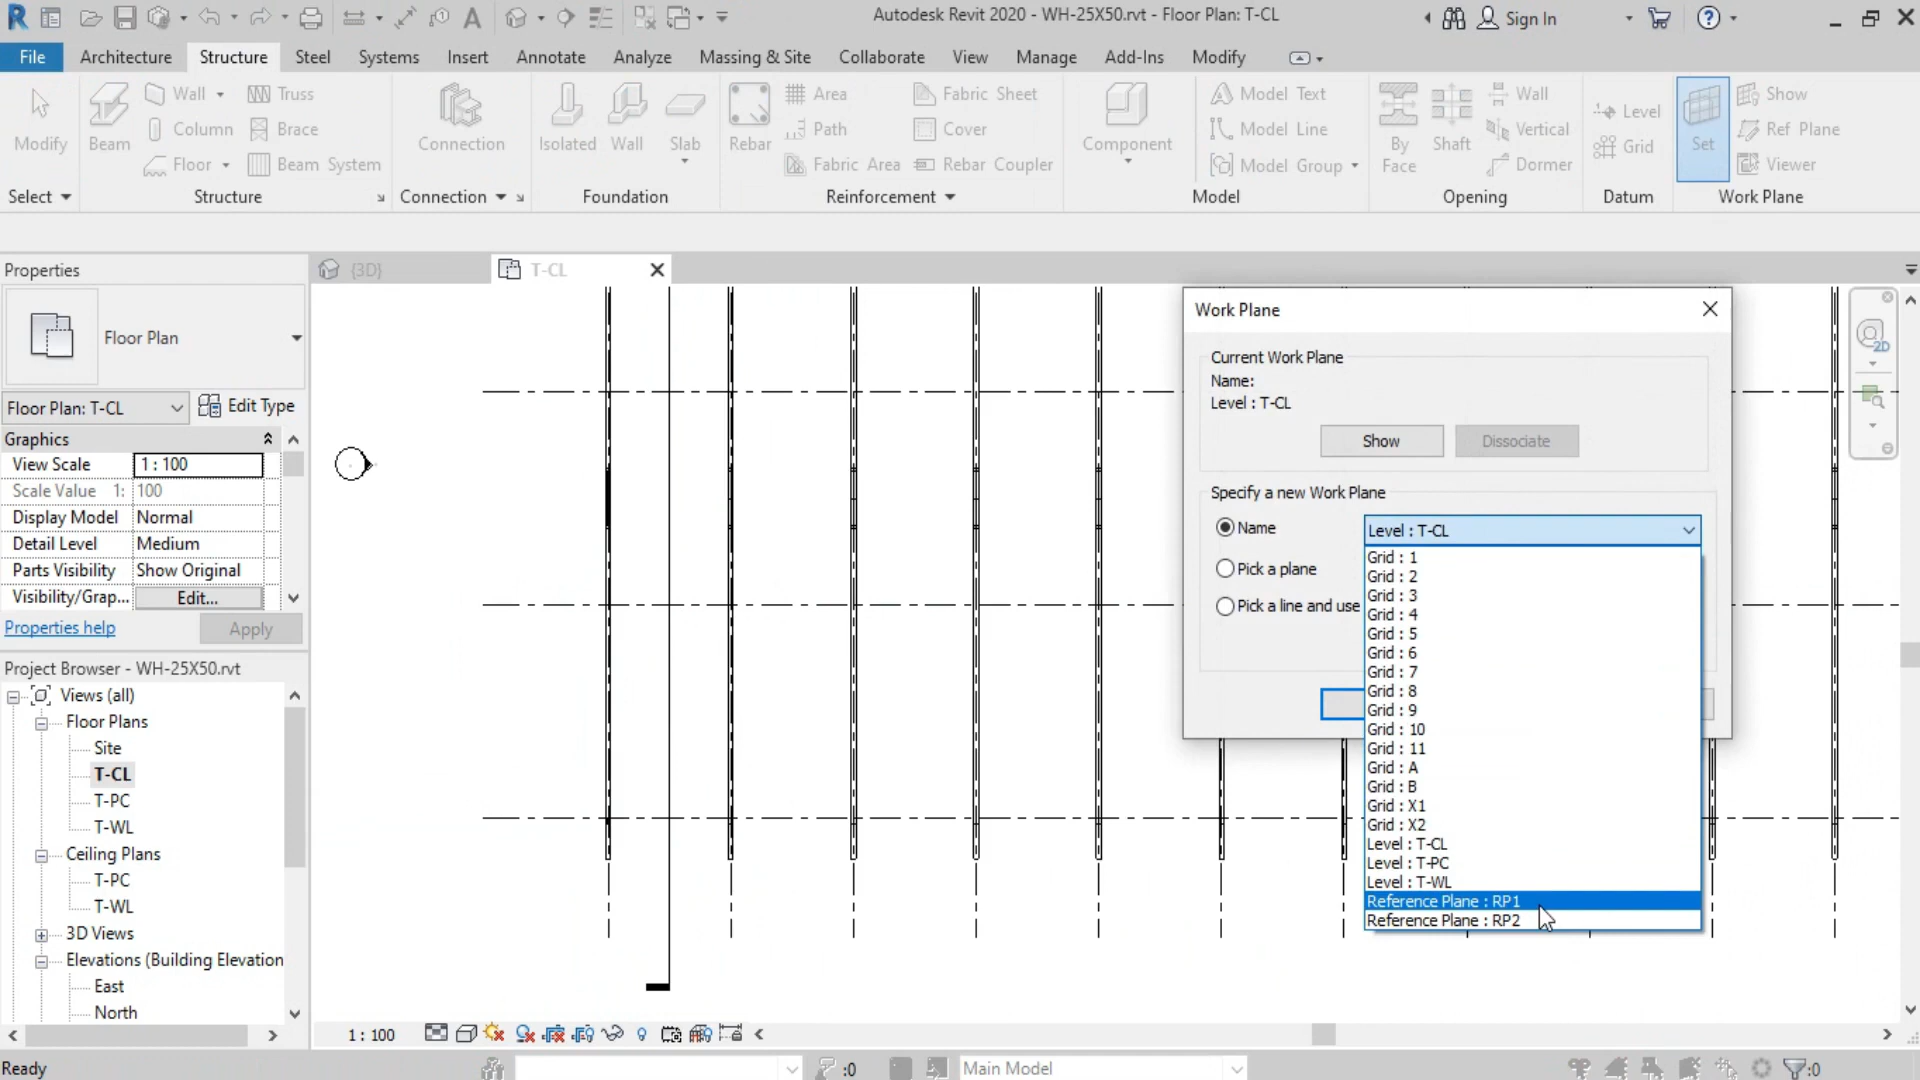 Autodesk Revit 2020 - WH-25X50.rvt - Floor Plan: T-CL
Sign In
File Architecture Structure Steel Systems Insert Annotate Analyze Massing & Site Collaborate View Manage Add-Ins Modify
Modify
Select
Beam
Wall
Column
Floor
Truss
Brace
Beam System
Structure
Connection
Connection
Isolated
Wall
Slab
Foundation
Rebar
Area
Path
Fabric Area
Fabric Sheet
Cover
Rebar Coupler
Reinforcement
Component
Model Text
Model Line
Model Group
Model
By Face
Shaft
Wall
Vertical
Dormer
Opening
Level
Grid
Datum
Set
Show
Ref Plane
Viewer
Work Plane
Properties
Floor Plan
Floor Plan: T-CL
Edit Type
Graphics
View Scale 1 : 100
Scale Value 1: 100
Display Model Normal
Detail Level Medium
Parts Visibility Show Original
Visibility/Grap... Edit...
Properties help
Apply
Project Browser - WH-25X50.rvt
Views (all)
Floor Plans
Site
T-CL
T-PC
T-WL
Ceiling Plans
T-PC
T-WL
3D Views
Elevations (Building Elevation
East
North
{3D}
T-CL
2D
Work Plane
Current Work Plane
Name:
Level : T-CL
Show
Dissociate
Specify a new Work Plane
Name
Level : T-CL
Pick a plane
Pick a line and use
Grid : 1
Grid : 2
Grid : 3
Grid : 4
Grid : 5
Grid : 6
Grid : 7
Grid : 8
Grid : 9
Grid : 10
Grid : 11
Grid : A
Grid : B
Grid : X1
Grid : X2
Level : T-CL
Level : T-PC
Level : T-WL
Reference Plane : RP1
Reference Plane : RP2
1 : 100
Ready
:0
Main Model
:0